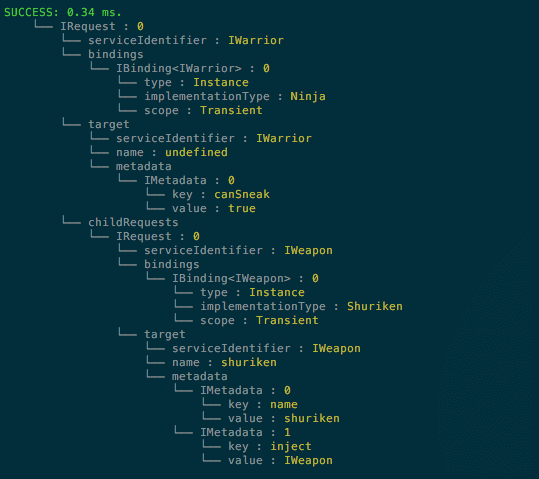 SUCCESS: 0.34 ms.
└── IRequest : 0
└── serviceIdentifier : IWarrior
└── bindings
└── IBinding<IWarrior> : 0
└── type : Instance
└── implementationType : Ninja
└── scope : Transient
└── target
└── serviceIdentifier : IWarrior
└── name : undefined
└── metadata
└── IMetadata : 0
└── key : canSneak
└── value : true
└── childRequests
└── IRequest : 0
└── serviceIdentifier : IWeapon
└── bindings
└── IBinding<IWeapon> : 0
└── type : Instance
└── implementationType : Shuriken
└── scope : Transient
└── target
└── serviceIdentifier : IWeapon
└── name : shuriken
└── metadata
└── IMetadata : 0
└── key : name
└── value : shuriken
└── IMetadata : 1
└── key : inject
└── value : IWeapon